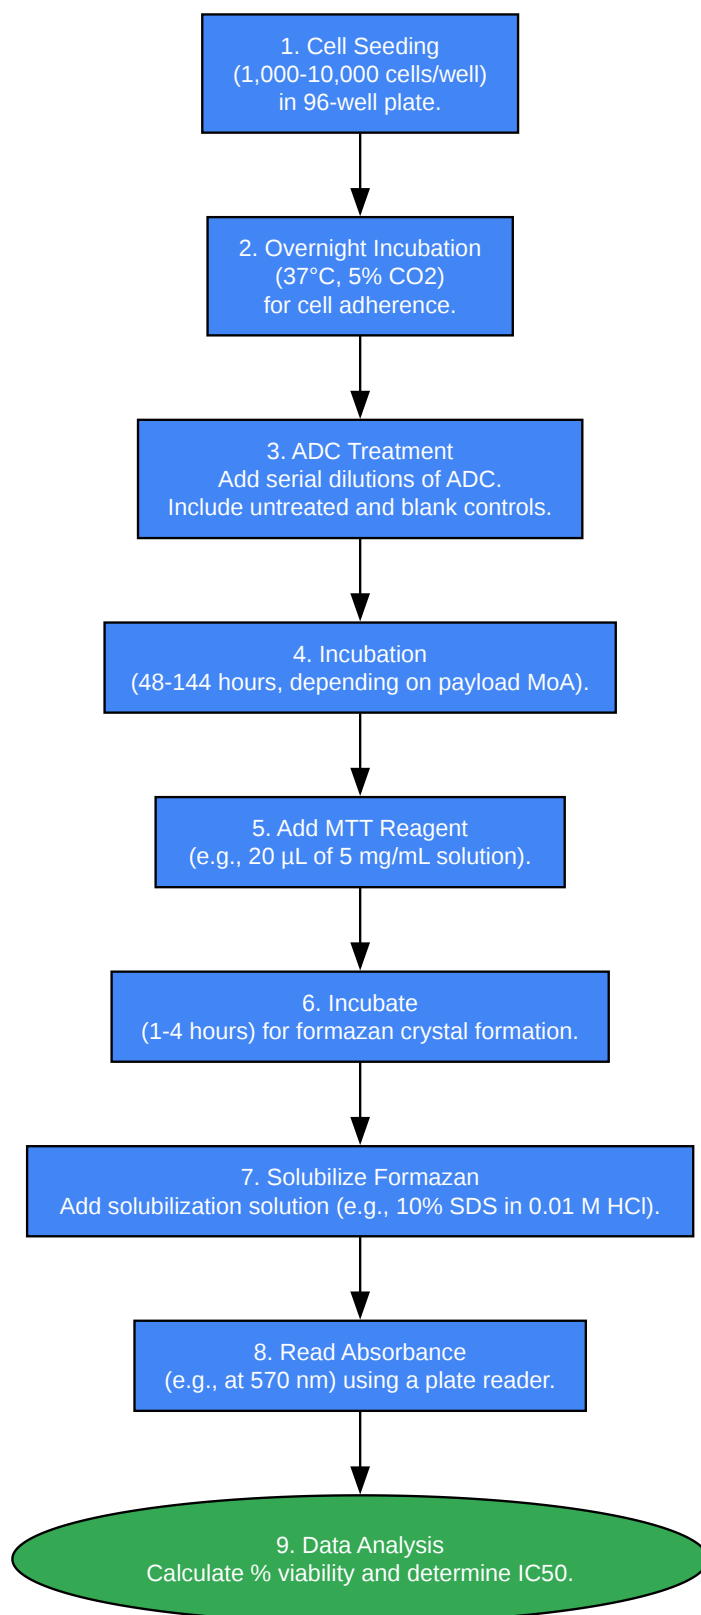 1. Cell Seeding
(1,000-10,000 cells/well)
in 96-well plate.
2. Overnight Incubation
(37°C, 5% CO2)
for cell adherence.
3. ADC Treatment
Add serial dilutions of ADC.
Include untreated and blank controls.
4. Incubation
(48-144 hours, depending on payload MoA).
5. Add MTT Reagent
(e.g., 20 µL of 5 mg/mL solution).
6. Incubate
(1-4 hours) for formazan crystal formation.
7. Solubilize Formazan
Add solubilization solution (e.g., 10% SDS in 0.01 M HCl).
8. Read Absorbance
(e.g., at 570 nm) using a plate reader.
9. Data Analysis
Calculate % viability and determine IC50.